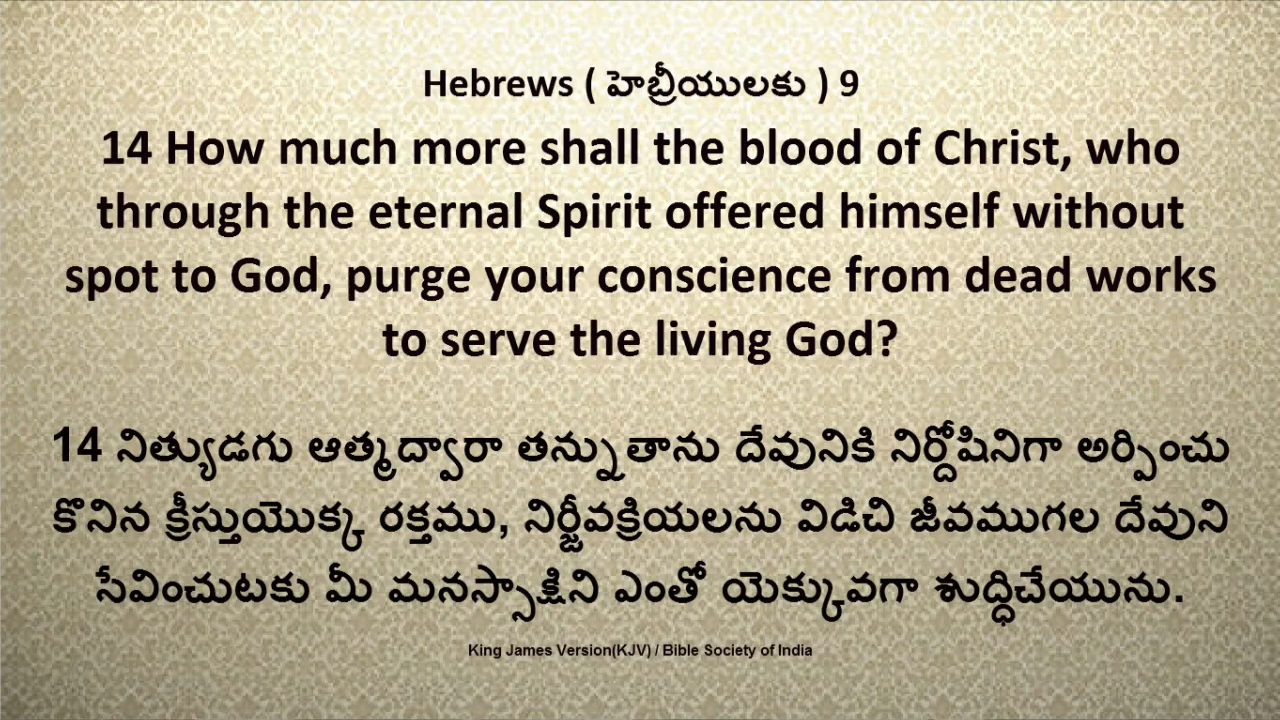 Hebrews ( హెబ్రీయులకు ) 9
14 How much more shall the blood of Christ, who
through the eternal Spirit offered himself without
spot to God, purge your conscience from dead works
to serve the living God?
14 నిత్యుడగు ఆత్మద్వారా తన్నుతాను దేవునికి నిర్దోషినిగా అర్పించు
కొనిన క్రీస్తుయొక్క రక్తము, నిర్జీవక్రియలను విడిచి జీవముగల దేవుని
సేవించుటకు మీ మనస్సాక్షిని ఎంతో యెక్కువగా శుద్ధిచేయును.
King James Version(KJV) / Bible Society of India